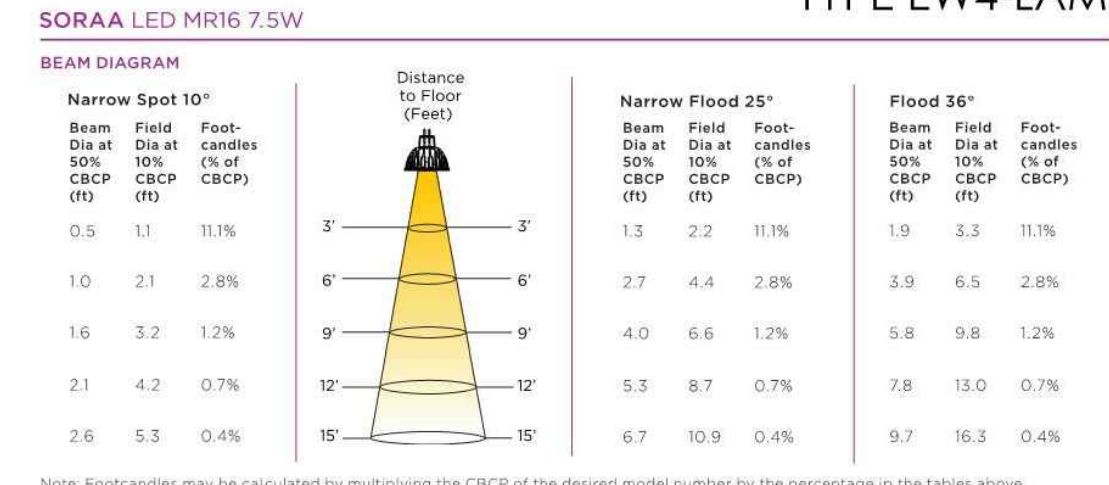 SORAA LED MR16 7.5W
BEAM DIAGRAM
Narrow Spot 10°
Beam Dia at 50% CBCP (ft) Field Dia at 10% CBCP (ft) Foot-candles (% of CBCP)
0.5 1.1 11.1%
1.0 2.1 2.8%
1.6 3.2 1.2%
2.1 4.2 0.7%
2.6 5.3 0.4%
Distance
to Floor
(Feet)
3' 3'
6' 6'
9' 9'
12' 12'
15' 15'
Narrow Flood 25°
Beam Dia at 50% CBCP (ft) Field Dia at 10% CBCP (ft) Foot-candles (% of CBCP)
1.3 2.2 11.1%
2.7 4.4 2.8%
4.0 6.6 1.2%
5.3 8.7 0.7%
6.7 10.9 0.4%
Flood 36°
Beam Dia at 50% CBCP (ft) Field Dia at 10% CBCP (ft) Foot-candles (% of CBCP)
1.9 3.3 11.1%
3.9 6.5 2.8%
5.8 9.8 1.2%
7.8 13.0 0.7%
9.7 16.3 0.4%
Note: Footcandles may be calculated by multiplying the CBCP of the desired model number by the percentage in the tables above